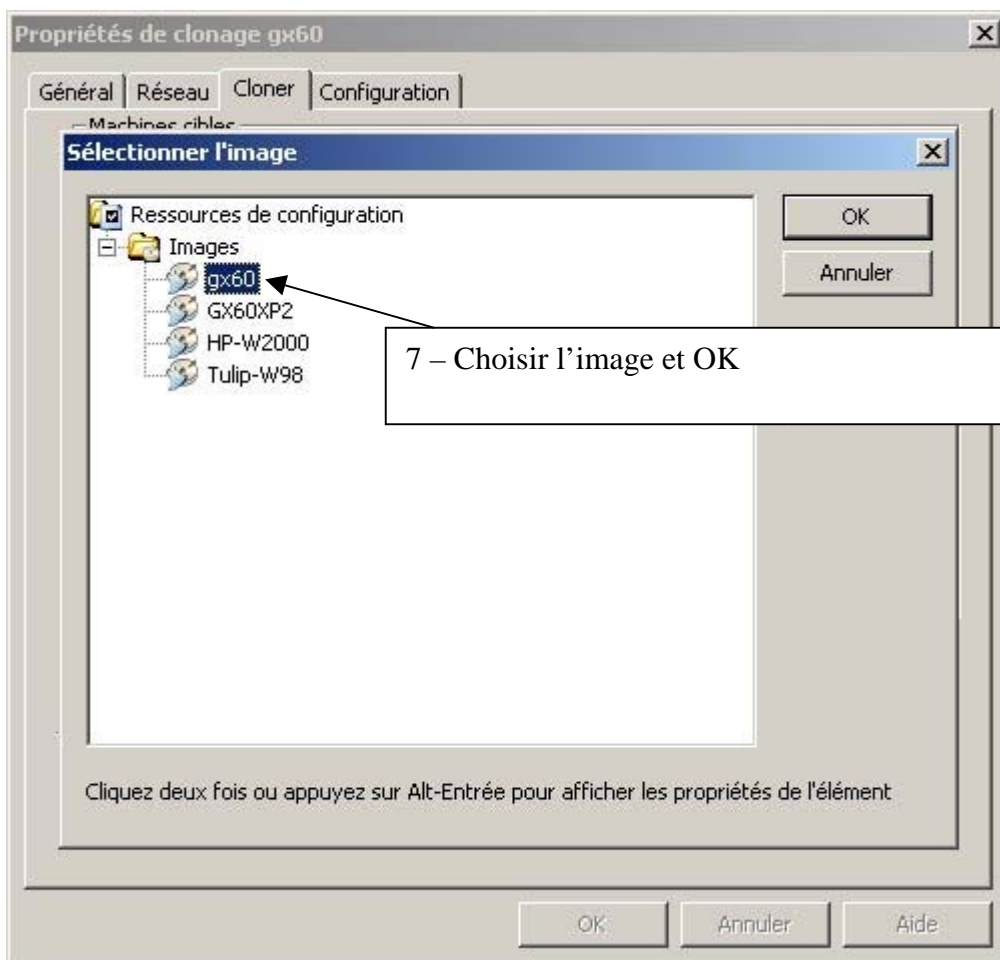 Propriétés de clonage gx60
Général Réseau Cloner Configuration
Machines cibles
Sélectionner l'image
Ressources de configuration
OK
Images
gx60
Annuler
GX60XP2
HP-W2000
7 – Choisir l’image et OK
Tulip-W98
Cliquez deux fois ou appuyez sur Alt-Entrée pour afficher les propriétés de l'élément
OK Annuler Aide